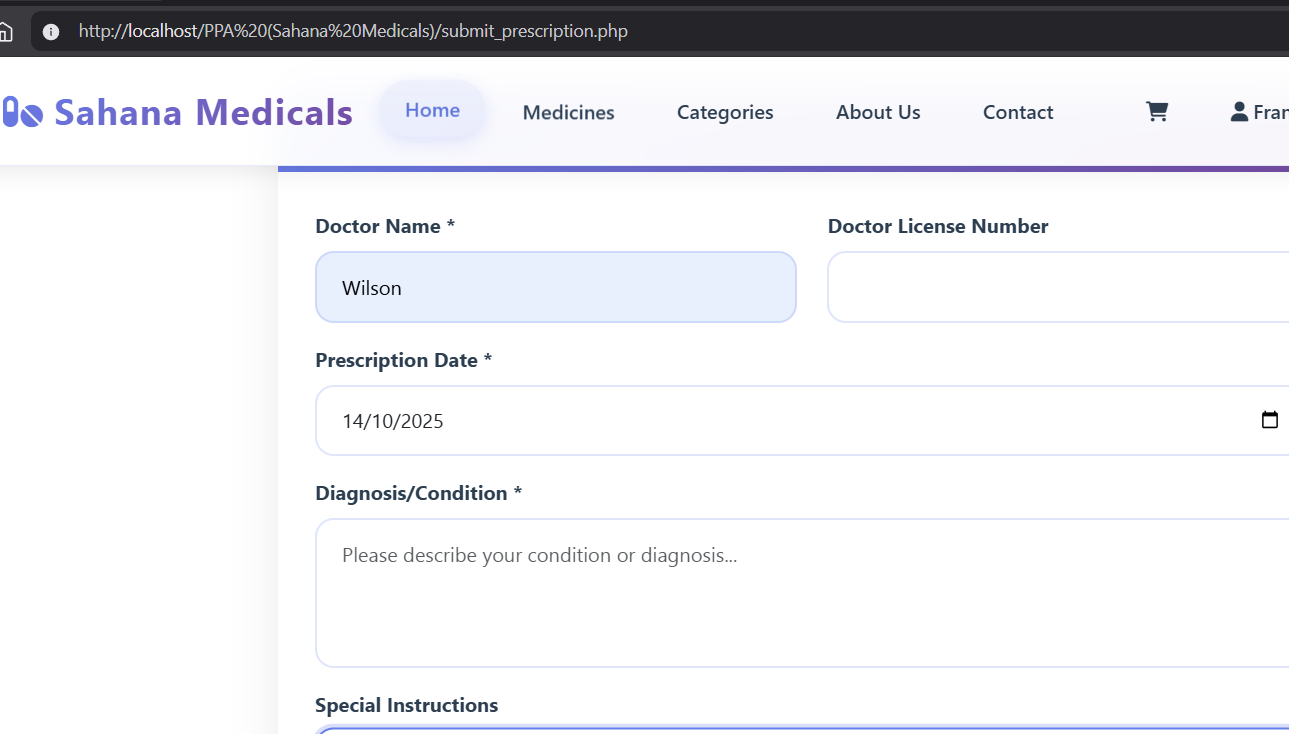 http://localhost/PPA%20(Sahana%20Medicals)/submit_prescription.php
Sahana Medicals Home Medicines Categories About Us Contact Fran
Doctor Name * Doctor License Number
Wilson
Prescription Date *
14/10/2025
Diagnosis/Condition *
Please describe your condition or diagnosis...
Special Instructions